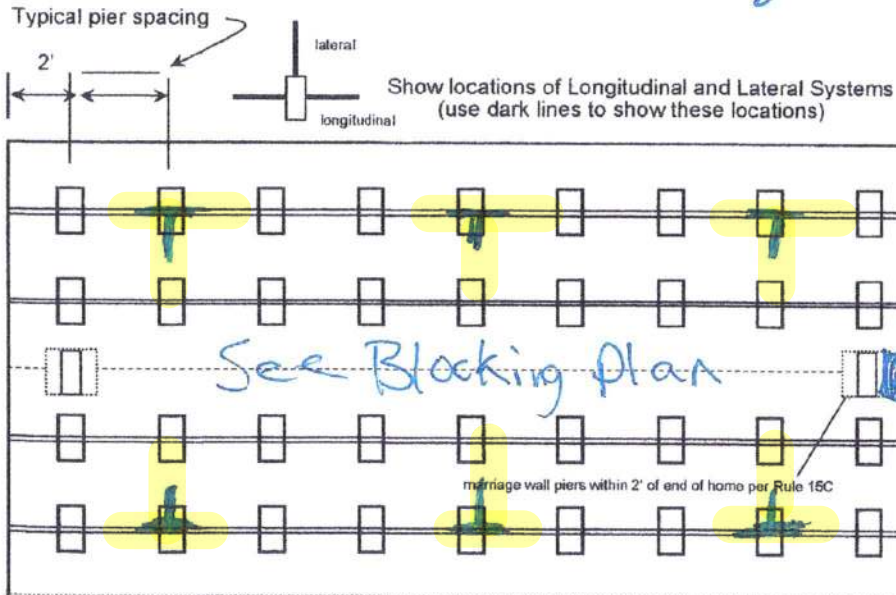 Typical pier spacing
2'
lateral
longitudinal
Show locations of Longitudinal and Lateral Systems
(use dark lines to show these locations)
See Blocking Plan
marriage wall piers within 2' of end of home per Rule 15C